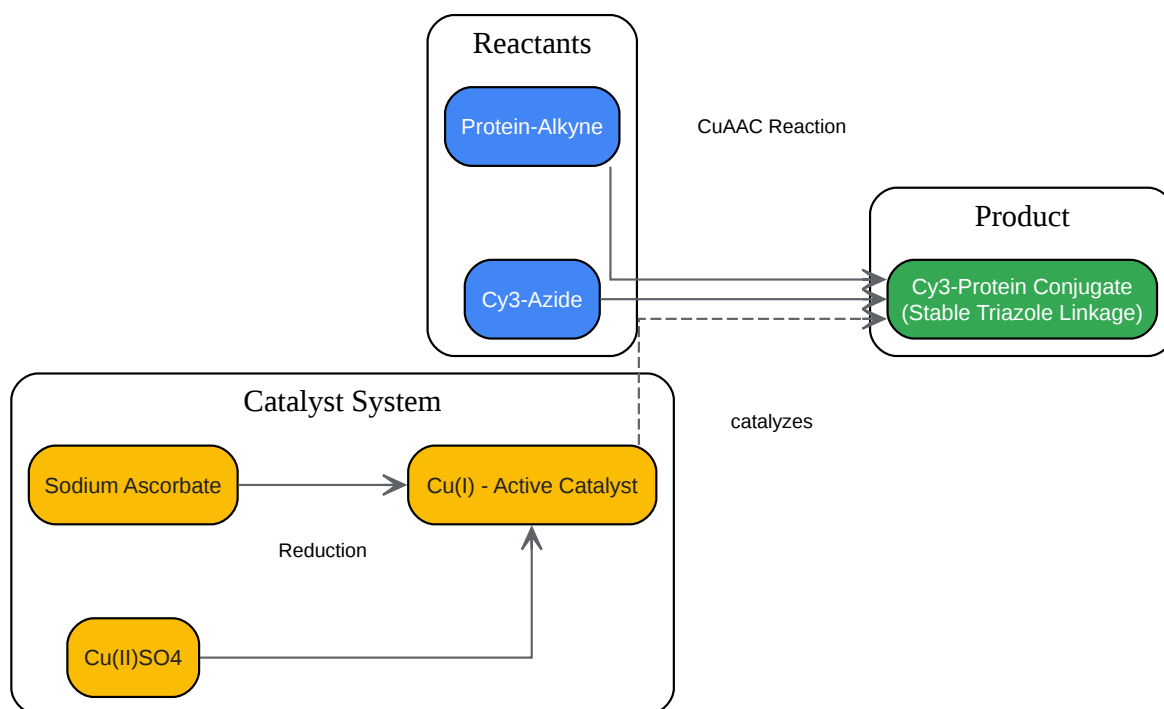 Reactants
Protein-Alkyne
CuAAC Reaction
Product
Cy3-Azide
Cy3-Protein Conjugate
(Stable Triazole Linkage)
Catalyst System
catalyzes
Sodium Ascorbate
Cu(I) - Active Catalyst
Reduction
Cu(II)SO4